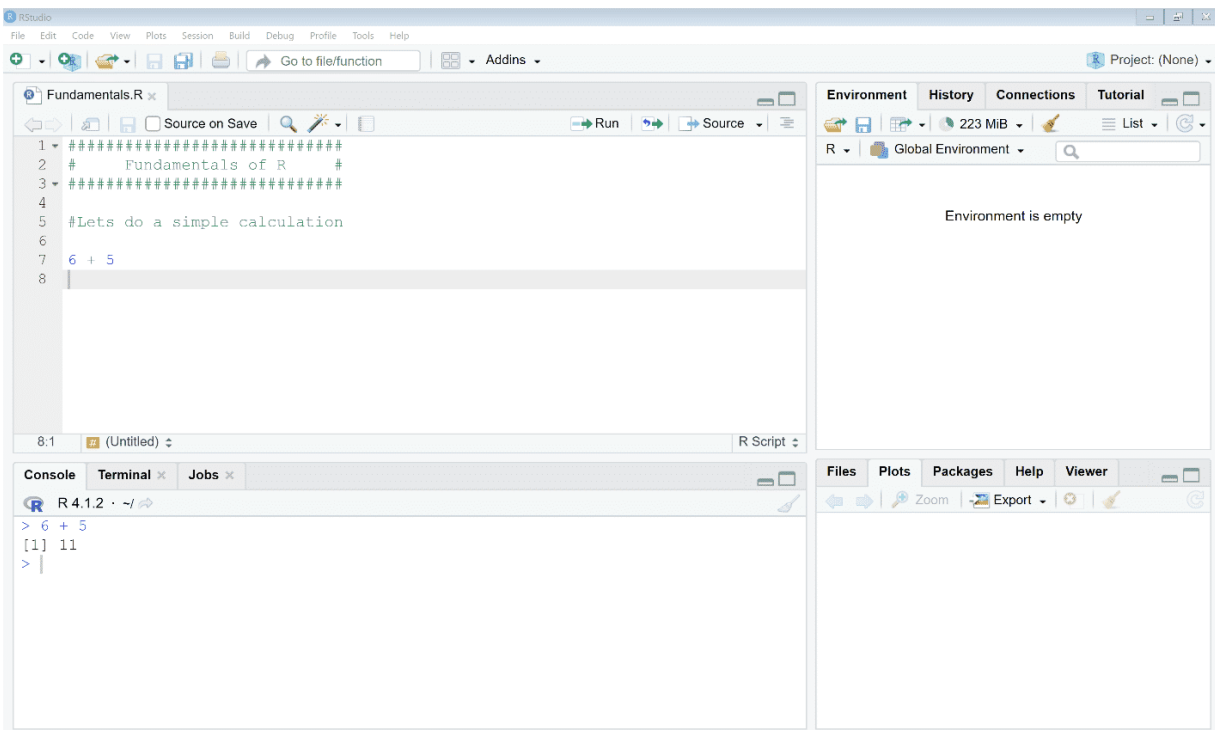 RStudio
File Edit Code View Plots Session Build Debug Profile Tools Help
Go to file/function Addins Project: (None)
Fundamentals.R
Source on Save Run Source
1 #############################
2 #     Fundamentals of R     #
3 #############################
4
5 #Lets do a simple calculation
6
7 6 + 5
8
8:1 (Untitled) R Script
Console Terminal Jobs
R 4.1.2 · ~/
> 6 + 5
[1] 11
>
Environment History Connections Tutorial
223 MiB List
R Global Environment
Environment is empty
Files Plots Packages Help Viewer
Zoom Export